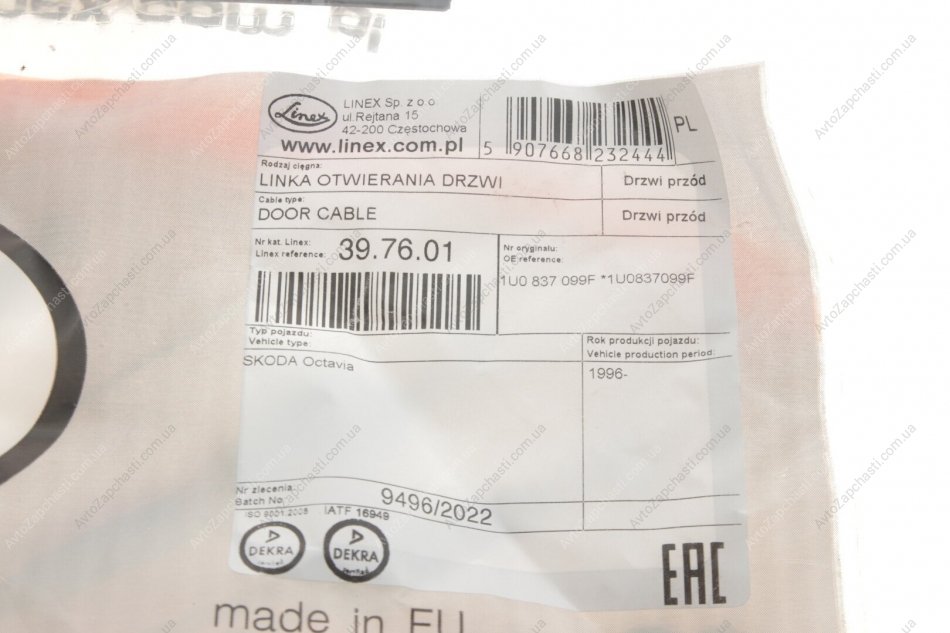 Linex
LINEX Sp. z o o
ul.Rejtana 15
42-200 Częstochowa
www.linex.com.pl
5 907668 232444
PL
Rodzaj cięgna:
LINKA OTWIERANIA DRZWI
Drzwi przód
Cable type:
DOOR CABLE
Drzwi przód
Nr kat. Linex:
Linex reference:
39.76.01
Nr oryginału:
OE reference:
1U0 837 099F *1U0837099F
Typ pojazdu:
Vehicle type:
SKODA Octavia
Rok produkcji pojazdu:
Vehicle production period:
1996-
Nr zlecenia:
Batch No:
9496/2022
ISO 9001:2008
IATF 16949
DEKRA
DEKRA
EAC
made in EU
AvtoZapchasti.com.ua